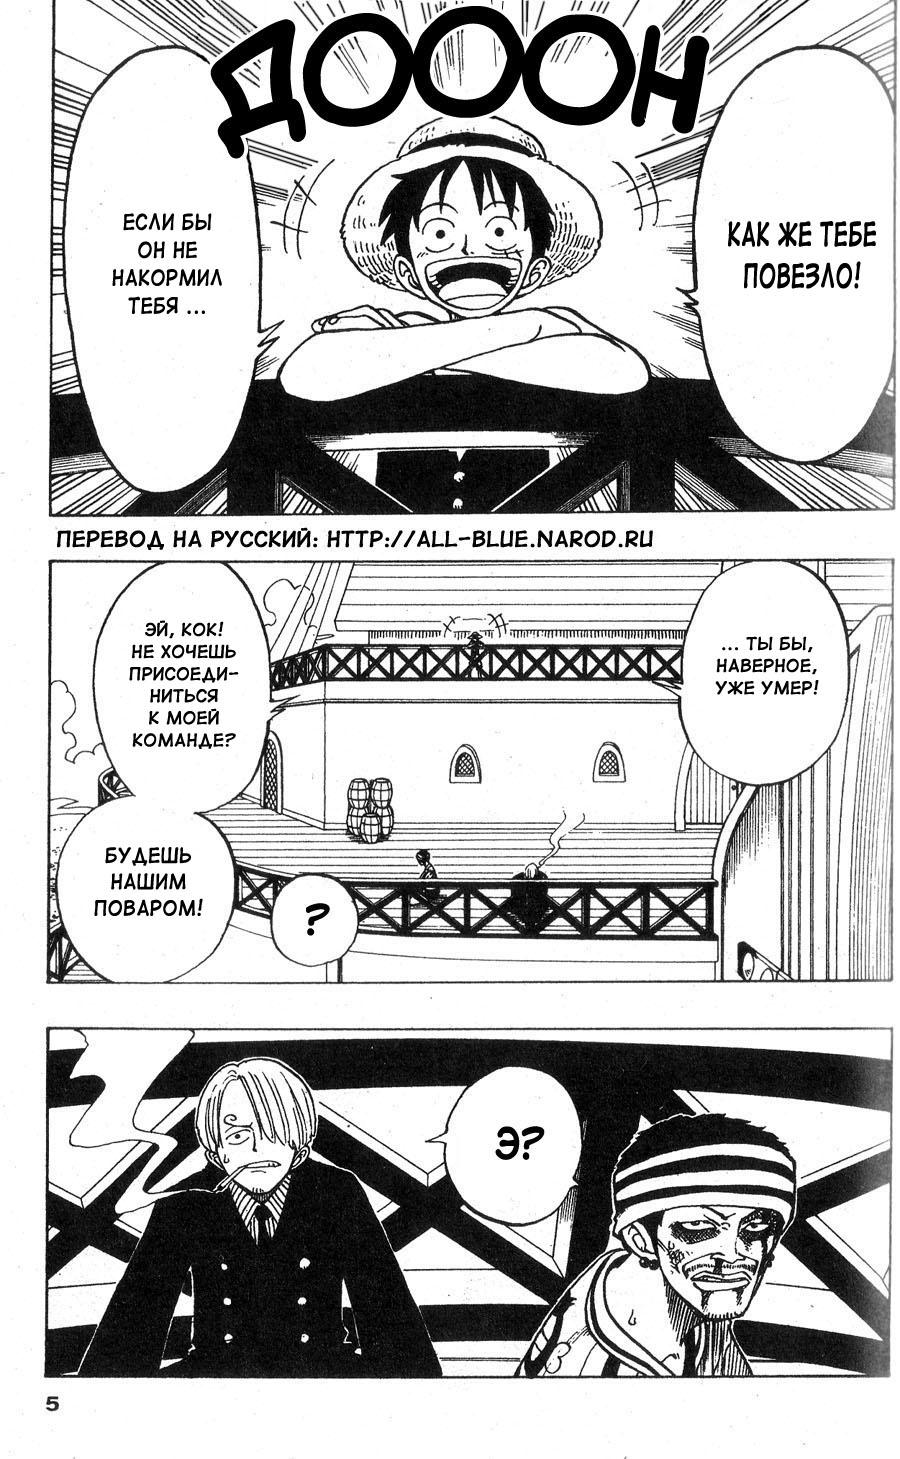 ДОООН
КАК ЖЕ ТЕБЕ
ПОВЕЗЛО!
ЕСЛИ БЫ
ОН НЕ
НАКОРМИЛ
ТЕБЯ ...
ПЕРЕВОД НА РУССКИЙ: HTTP://ALL-BLUE.NAROD.RU
... ТЫ БЫ,
НАВЕРНОЕ,
УЖЕ УМЕР!
ЭЙ, КОК!
НЕ ХОЧЕШЬ
ПРИСОЕДИ-
НИТЬСЯ
К МОЕЙ
КОМАНДЕ?
БУДЕШЬ
НАШИМ
ПОВАРОМ!
?
Э?
5